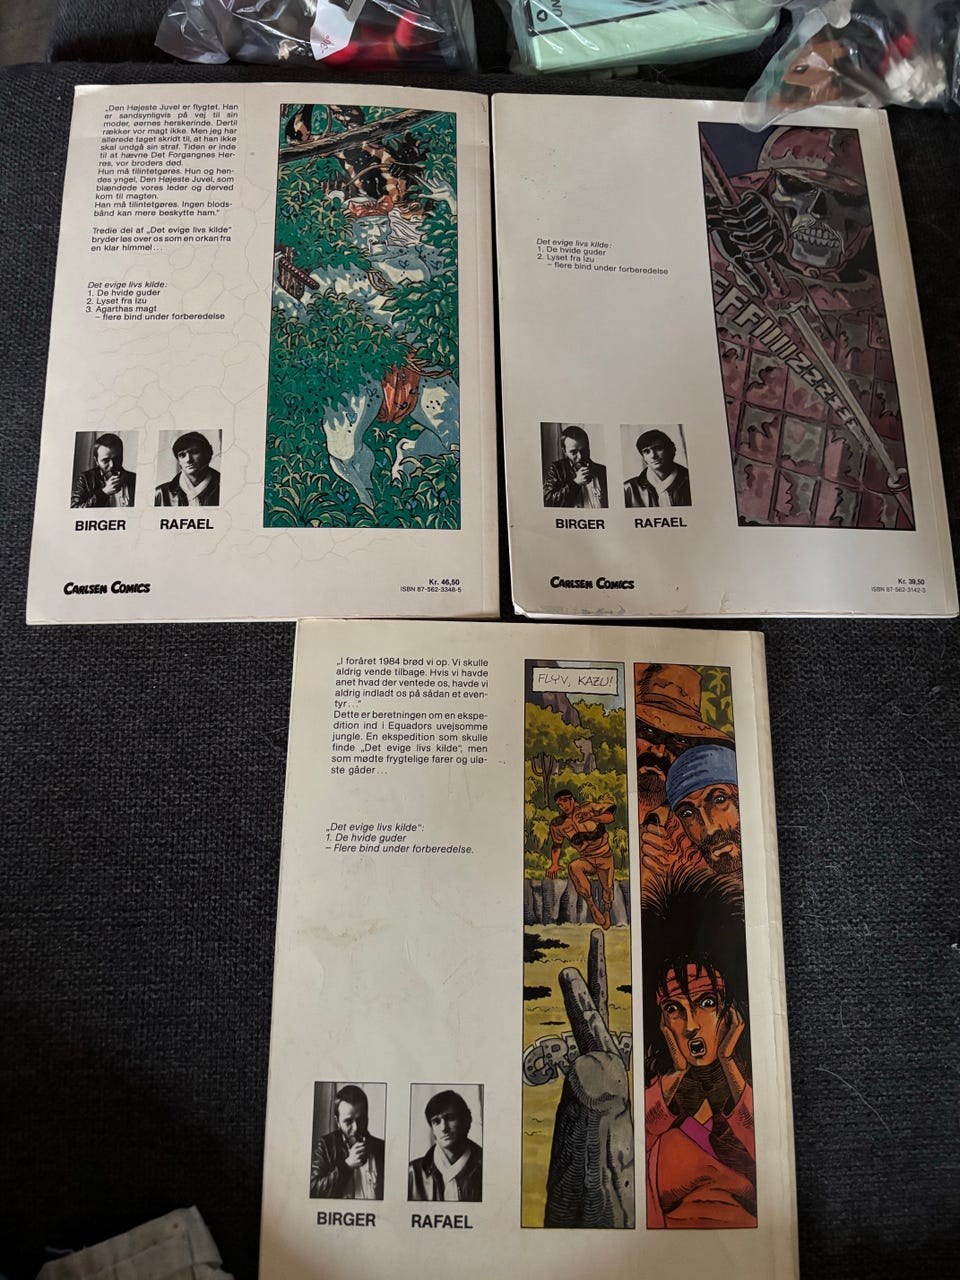 „Den Højeste Juvel er flygtet. Han
er sandsynligvis på vej til sin
moder, øernes herskerinde. Dertil
rækker vor magt ikke. Men jeg har
allerede taget skridt til, at han ikke
skal undgå sin straf. Tiden er inde
til at hævne Det Forgangnes Her-
res, vor broders død.
Hun må tilintetgøres. Hun og hen-
des yngel, Den Højeste Juvel, som
blændede vores leder og derved
kom til magten.
Han må tilintetgøres. Ingen blods-
bånd kan mere beskytte ham.“
Tredie del af „Det evige livs kilde“
bryder løs over os som en orkan fra
en klar himmel...
Det evige livs kilde:
1. De hvide guder
2. Lyset fra Izu
3. Agarthas magt
– flere bind under forberedelse
BIRGER RAFAEL
CARLSEN COMICS
Kr. 46,50
ISBN 87-562-3348-5
Det evige livs kilde:
1. De hvide guder
2. Lyset fra Izu
– flere bind under forberedelse
BIRGER RAFAEL
CARLSEN COMICS
Kr. 39,50
ISBN 87-562-3142-3
„I foråret 1984 brød vi op. Vi skulle
aldrig vende tilbage. Hvis vi havde
anet hvad der ventede os, havde vi
aldrig indladt os på sådan et even-
tyr...“
Dette er beretningen om en ekspe-
dition ind i Equadors uvejsomme
jungle. En ekspedition som skulle
finde „Det evige livs kilde“, men
som mødte frygtelige farer og ulø-
ste gåder...
„Det evige livs kilde“:
1. De hvide guder
– Flere bind under forberedelse.
FLYV, KAZU!
BIRGER RAFAEL